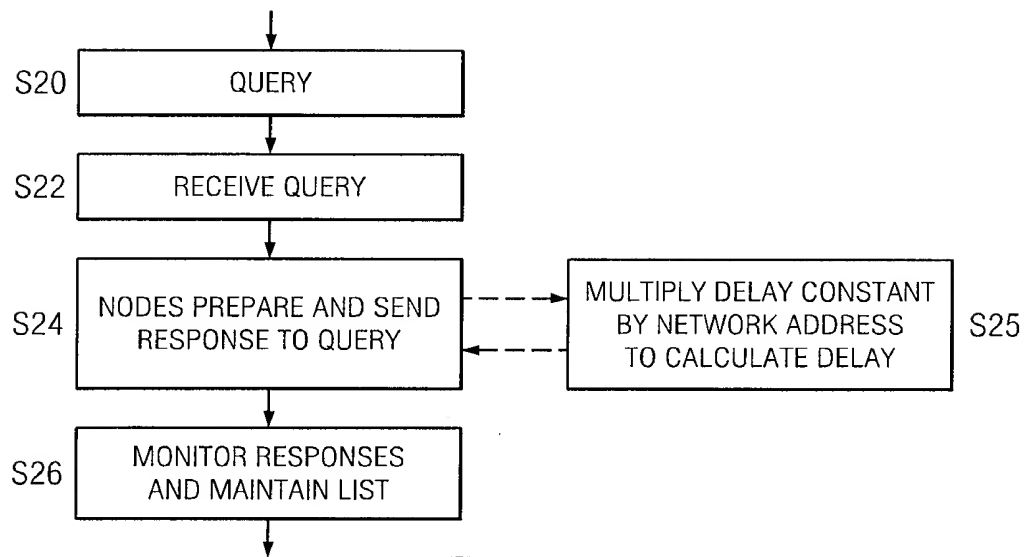 S20
QUERY
S22
RECEIVE QUERY
S24
NODES PREPARE AND SEND
RESPONSE TO QUERY
MULTIPLY DELAY CONSTANT
BY NETWORK ADDRESS
TO CALCULATE DELAY
S25
S26
MONITOR RESPONSES
AND MAINTAIN LIST